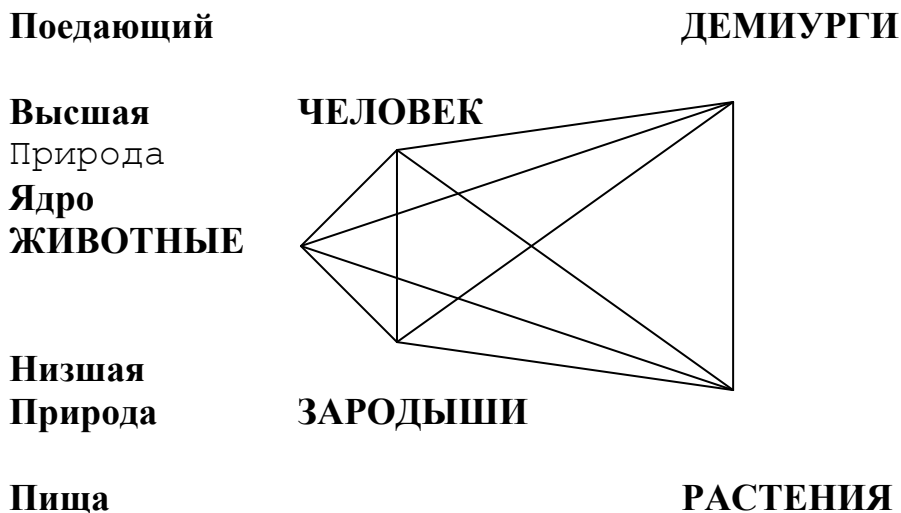 Поедающий ДЕМИУРГИ
Высшая ЧЕЛОВЕК
Природа
Ядро
ЖИВОТНЫЕ
Низшая
Природа ЗАРОДЫШИ
Пища РАСТЕНИЯ